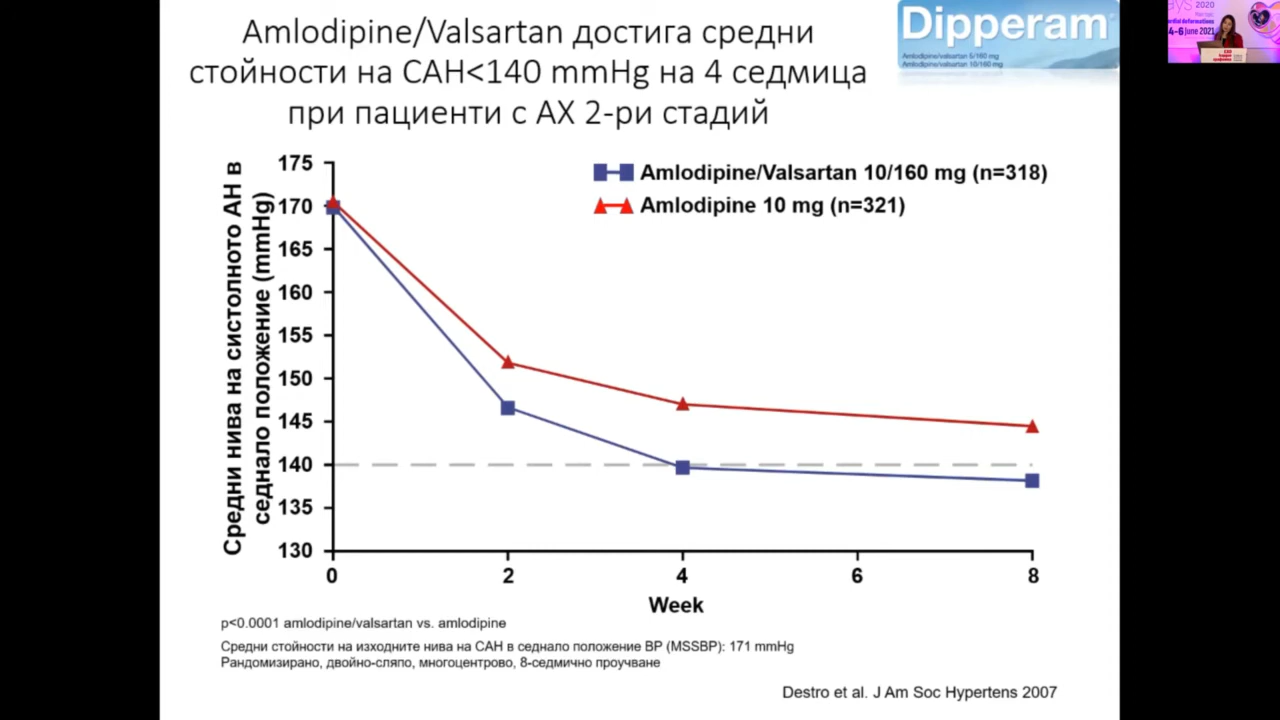 Amlodipine/Valsartan достига средни
стойности на САН<140 mmHg на 4 седмица
при пациенти с АХ 2-ри стадий
Dipperam
Amlodipine/valsartan 5/160 mg
Amlodipine/valsartan 10/160 mg
2020
4-6 June 2021
Средни нива на систолното АН в
седнало положение (mmHg)
175
170
165
160
155
150
145
140
135
130
Amlodipine/Valsartan 10/160 mg (n=318)
Amlodipine 10 mg (n=321)
0
2
4
6
8
Week
p<0.0001 amlodipine/valsartan vs. amlodipine
Средни стойности на изходните нива на САН в седнало положение BP (MSSBP): 171 mmHg
Рандомизирано, двойно-сляпо, многоцентрово, 8-седмично проучване
Destro et al. J Am Soc Hypertens 2007